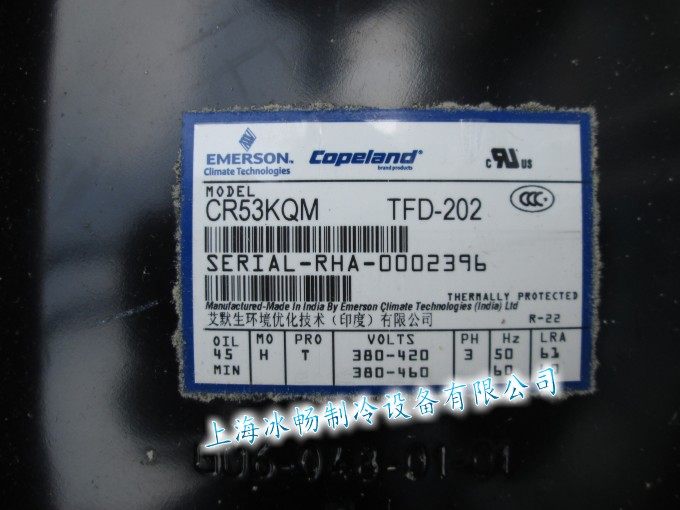 EMERSON™ Copeland®
Climate Technologies brand products
c RU US
MODEL
CR53KQM TFD-202
CCC
SERIAL-RHA-0002396
THERMALLY PROTECTED
Manufactured-Made in India By Emerson Climate Technologies (India) Ltd
艾默生环境优化技术（印度）有限公司 R-22
OIL MO PRO VOLTS PH Hz LRA
45 H T 380-420 3 50 61
MIN 380-460 60
上海冰畅制冷设备有限公司